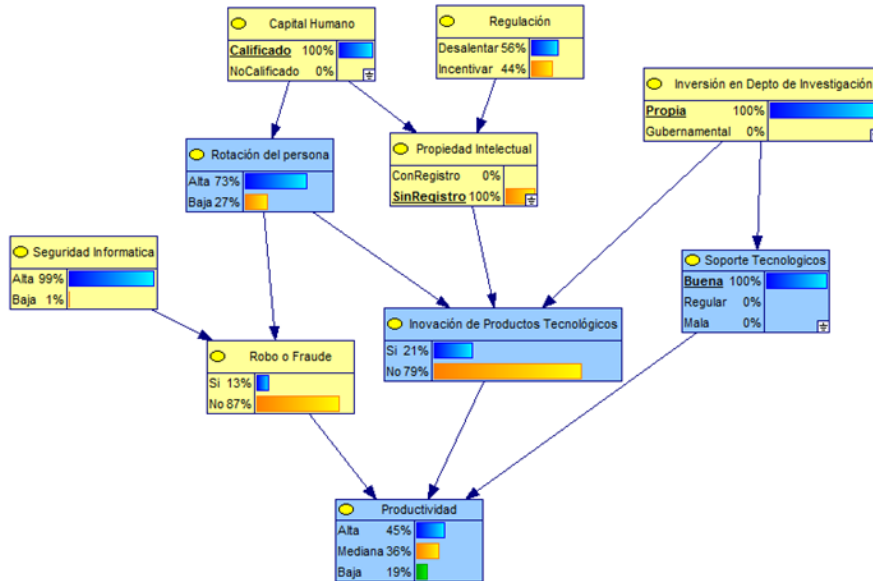 Capital Humano
Calificado 100%
NoCalificado 0%
Regulación
Desalentar 56%
Incentivar 44%
Inversión en Depto de Investigación
Propia 100%
Gubernamental 0%
Rotación del persona
Alta 73%
Baja 27%
Propiedad Intelectual
ConRegistro 0%
SinRegistro 100%
Seguridad Informatica
Alta 99%
Baja 1%
Soporte Tecnologicos
Buena 100%
Regular 0%
Mala 0%
Inovación de Productos Tecnológicos
Si 21%
No 79%
Robo o Fraude
Si 13%
No 87%
Productividad
Alta 45%
Mediana 36%
Baja 19%